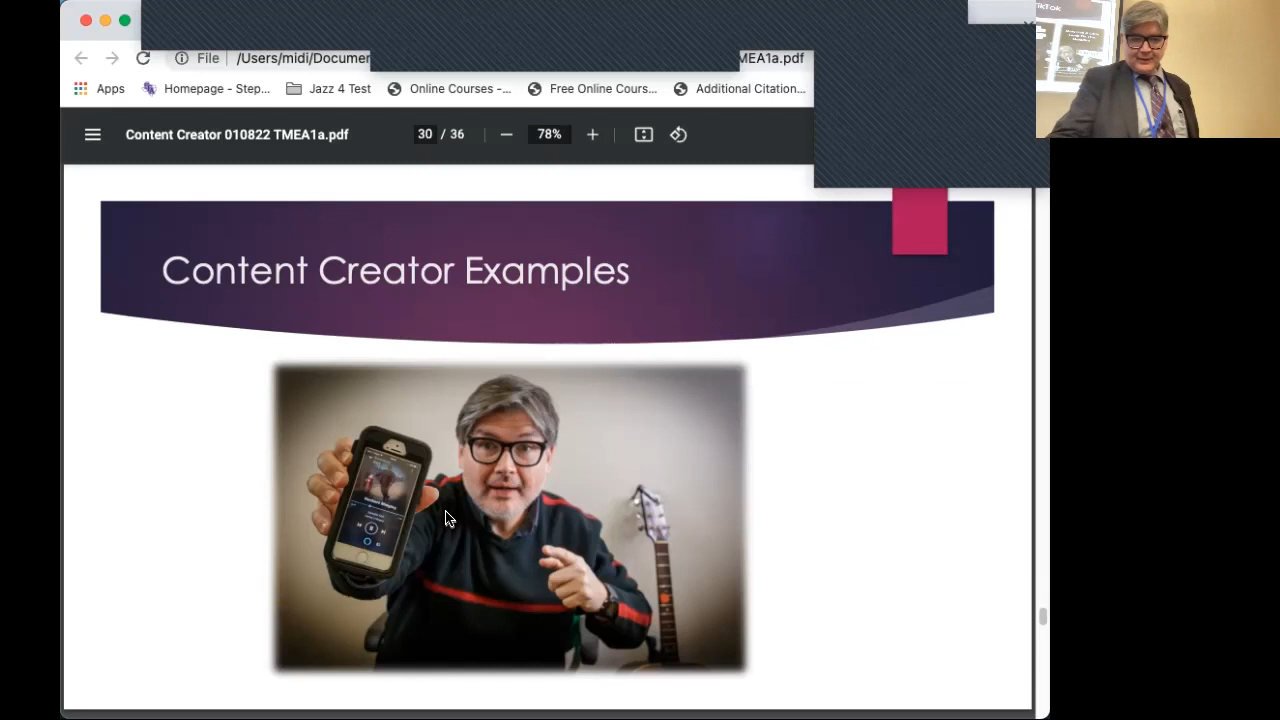 File
/Users/midi/Documen
MEA1a.pdf
Apps
Homepage - Step...
Jazz 4 Test
Online Courses -...
Free Online Cours...
Additional Citation...
Content Creator 010822 TMEA1a.pdf
30 / 36
78%
Content Creator Examples